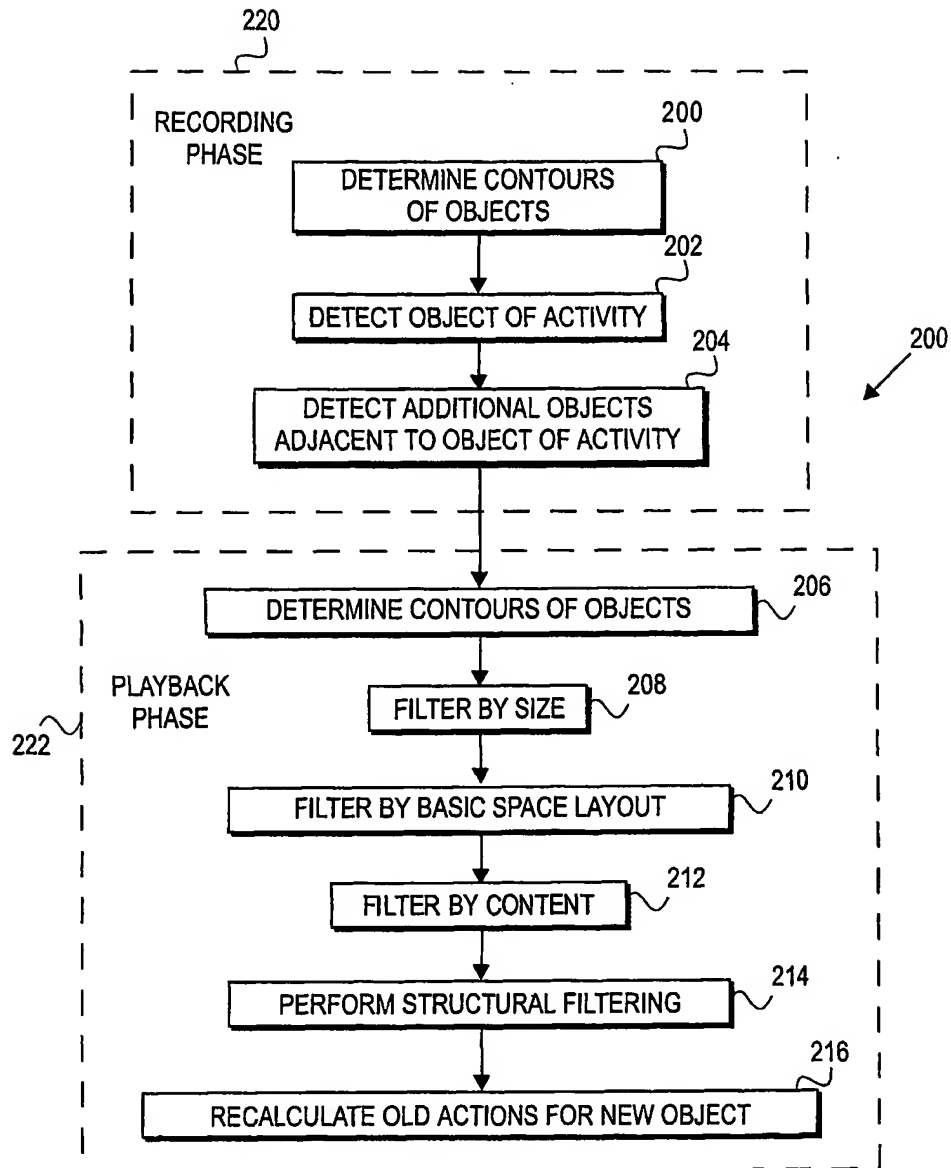 220
RECORDING
PHASE
200
DETERMINE CONTOURS
OF OBJECTS
202
DETECT OBJECT OF ACTIVITY
204
DETECT ADDITIONAL OBJECTS
ADJACENT TO OBJECT OF ACTIVITY
200
DETERMINE CONTOURS OF OBJECTS
206
PLAYBACK
PHASE
222
FILTER BY SIZE
208
FILTER BY BASIC SPACE LAYOUT
210
FILTER BY CONTENT
212
PERFORM STRUCTURAL FILTERING
214
RECALCULATE OLD ACTIONS FOR NEW OBJECT
216